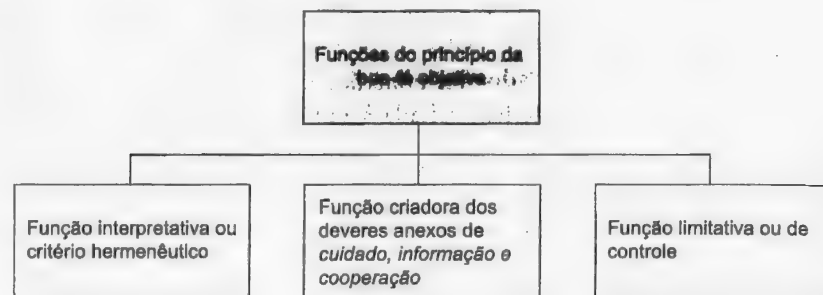 Funções do princípio da
boa-fé objetiva
Função interpretativa ou
critério hermenêutico
Função criadora dos
deveres anexos de
cuidado, informação e
cooperação
Função limitativa ou de
controle